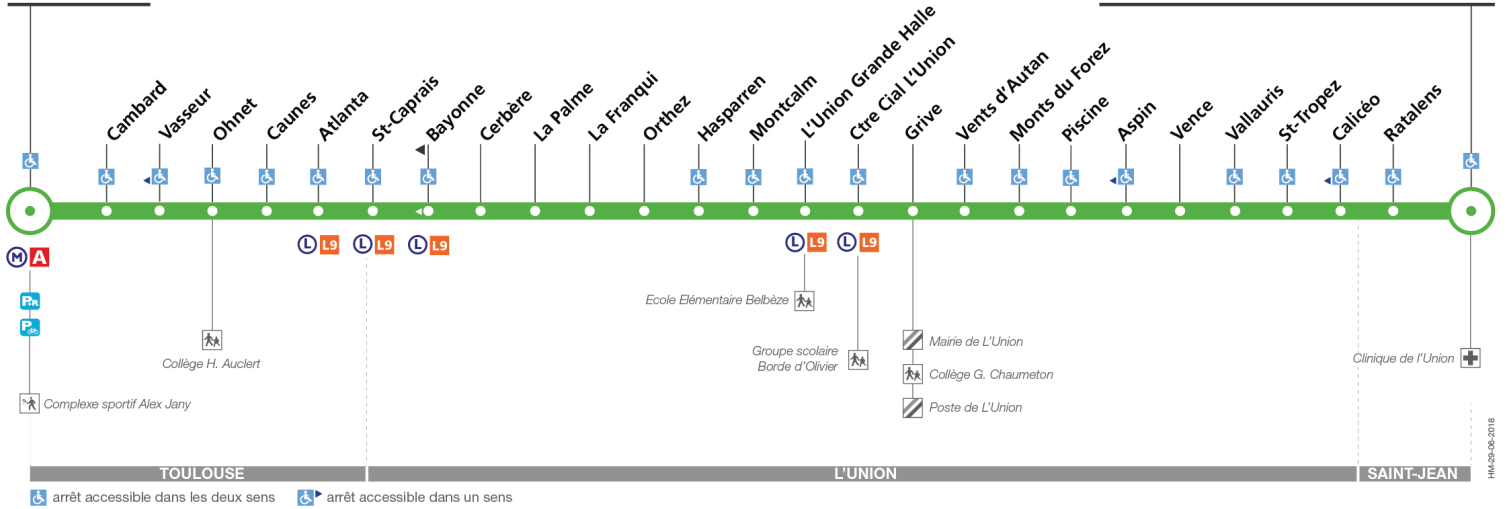 Cambard
Vasseur
Ohnet
Caunes
Atlanta
St-Caprais
Bayonne
Cerbère
La Palme
La Franqui
Orthez
Hasparren
Montcalm
L'Union Grande Halle
Ctre Cial L'Union
Grive
Vents d'Autan
Monts du Forez
Piscine
Aspin
Vence
Vallauris
St-Tropez
Calicéo
Ratalens
M A
L L9
L L9
L L9
L L9
L L9
P+R
P
Ecole Elémentaire Belbèze
Collège H. Auclert
Groupe scolaire
Borde d'Olivier
Mairie de L'Union
Collège G. Chaumeton
Poste de L'Union
Clinique de l'Union
Complexe sportif Alex Jany
HM-29-06-2018
TOULOUSE
L'UNION
SAINT-JEAN
arrêt accessible dans les deux sens
arrêt accessible dans un sens